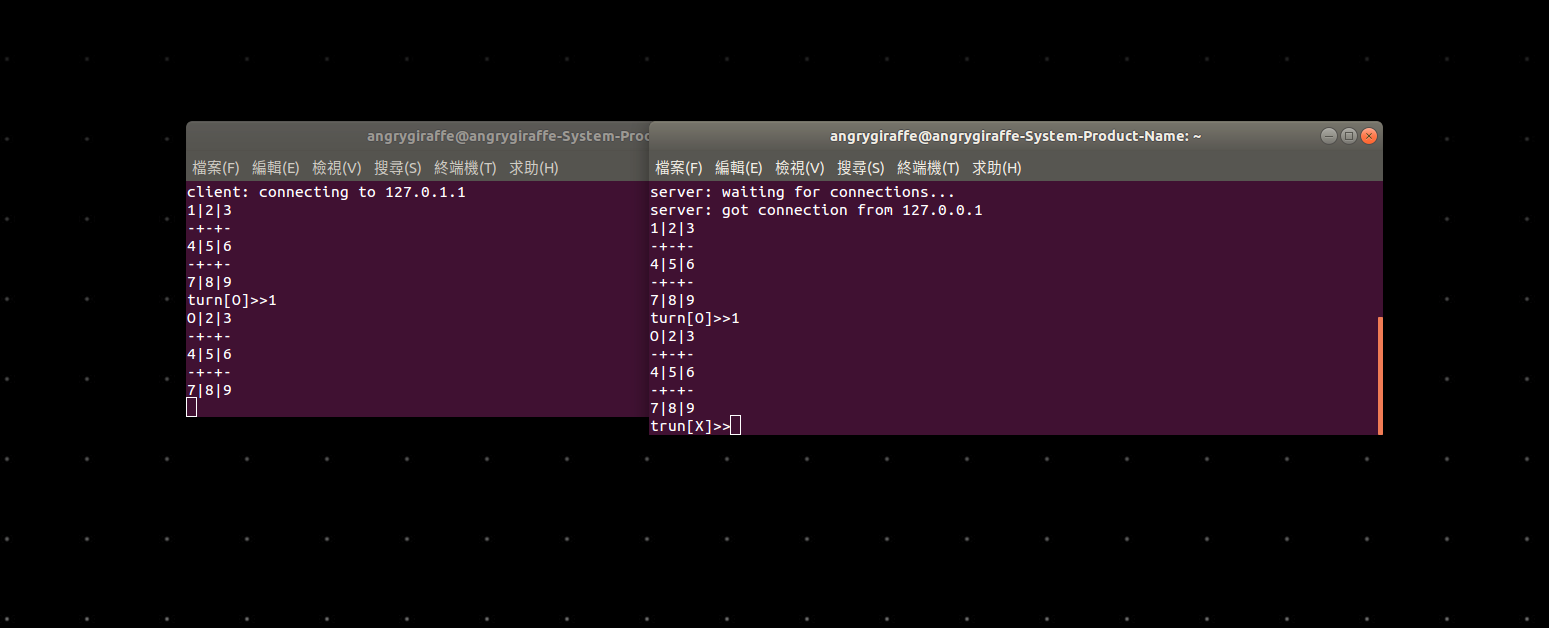 angrygiraffe@angrygiraffe-System-Proc
檔案(F) 編輯(E) 檢視(V) 搜尋(S) 終端機(T) 求助(H)
client: connecting to 127.0.1.1
1|2|3
-+-+-
4|5|6
-+-+-
7|8|9
turn[O]>>1
O|2|3
-+-+-
4|5|6
-+-+-
7|8|9
angrygiraffe@angrygiraffe-System-Product-Name: ~
檔案(F) 編輯(E) 檢視(V) 搜尋(S) 終端機(T) 求助(H)
server: waiting for connections...
server: got connection from 127.0.0.1
1|2|3
-+-+-
4|5|6
-+-+-
7|8|9
turn[O]>>1
O|2|3
-+-+-
4|5|6
-+-+-
7|8|9
trun[X]>>